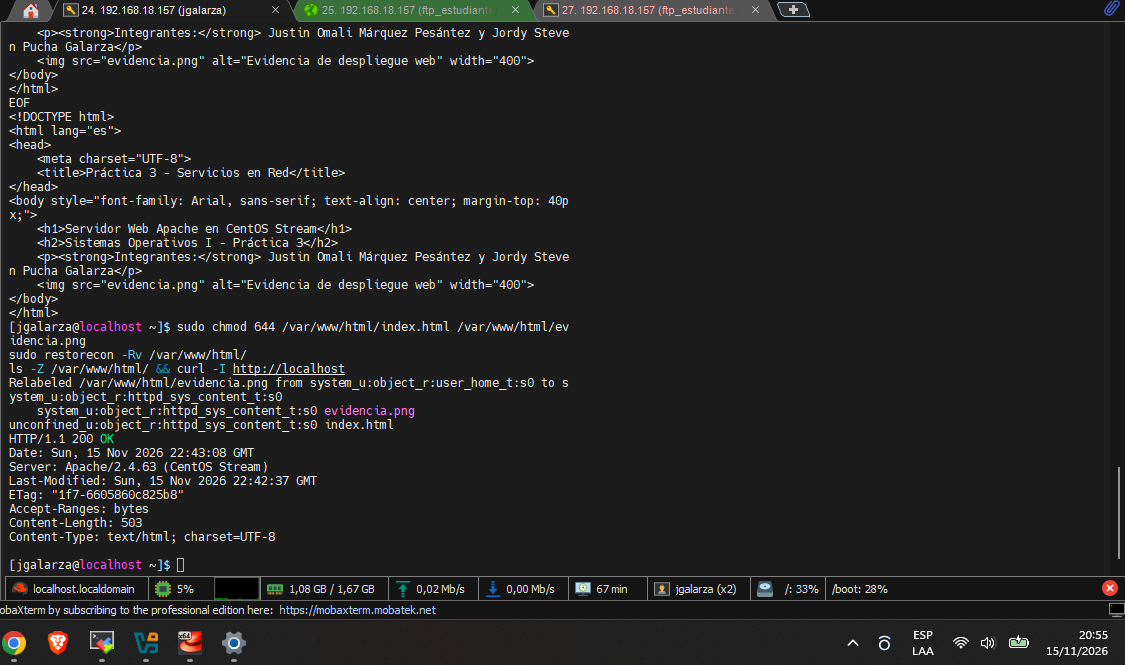 24. 192.168.18.157 (jgalarza)
25. 192.168.18.157 (ftp_estudiante
27. 192.168.18.157 (ftp_estudiante
    <p><strong>Integrantes:</strong> Justin Omali Márquez Pesántez y Jordy Steve
n Pucha Galarza</p>
    <img src="evidencia.png" alt="Evidencia de despliegue web" width="400">
</body>
</html>
EOF
<!DOCTYPE html>
<html lang="es">
<head>
    <meta charset="UTF-8">
    <title>Práctica 3 - Servicios en Red</title>
</head>
<body style="font-family: Arial, sans-serif; text-align: center; margin-top: 40p
x;">
    <h1>Servidor Web Apache en CentOS Stream</h1>
    <h2>Sistemas Operativos I - Práctica 3</h2>
    <p><strong>Integrantes:</strong> Justin Omali Márquez Pesántez y Jordy Steve
n Pucha Galarza</p>
    <img src="evidencia.png" alt="Evidencia de despliegue web" width="400">
</body>
</html>
[jgalarza@localhost ~]$ sudo chmod 644 /var/www/html/index.html /var/www/html/ev
idencia.png
sudo restorecon -Rv /var/www/html/
ls -Z /var/www/html/ && curl -I http://localhost
Relabeled /var/www/html/evidencia.png from system_u:object_r:user_home_t:s0 to s
ystem_u:object_r:httpd_sys_content_t:s0
    system_u:object_r:httpd_sys_content_t:s0 evidencia.png
unconfined_u:object_r:httpd_sys_content_t:s0 index.html
HTTP/1.1 200 OK
Date: Sun, 15 Nov 2026 22:43:08 GMT
Server: Apache/2.4.63 (CentOS Stream)
Last-Modified: Sun, 15 Nov 2026 22:42:37 GMT
ETag: "1f7-6605860c825b8"
Accept-Ranges: bytes
Content-Length: 503
Content-Type: text/html; charset=UTF-8
[jgalarza@localhost ~]$
localhost.localdomain 5% 1,08 GB / 1,67 GB 0,02 Mb/s 0,00 Mb/s 67 min jgalarza (x2) /: 33% /boot: 28%
obaXterm by subscribing to the professional edition here: https://mobaxterm.mobatek.net
x64
ESP
LAA
20:55
15/11/2026